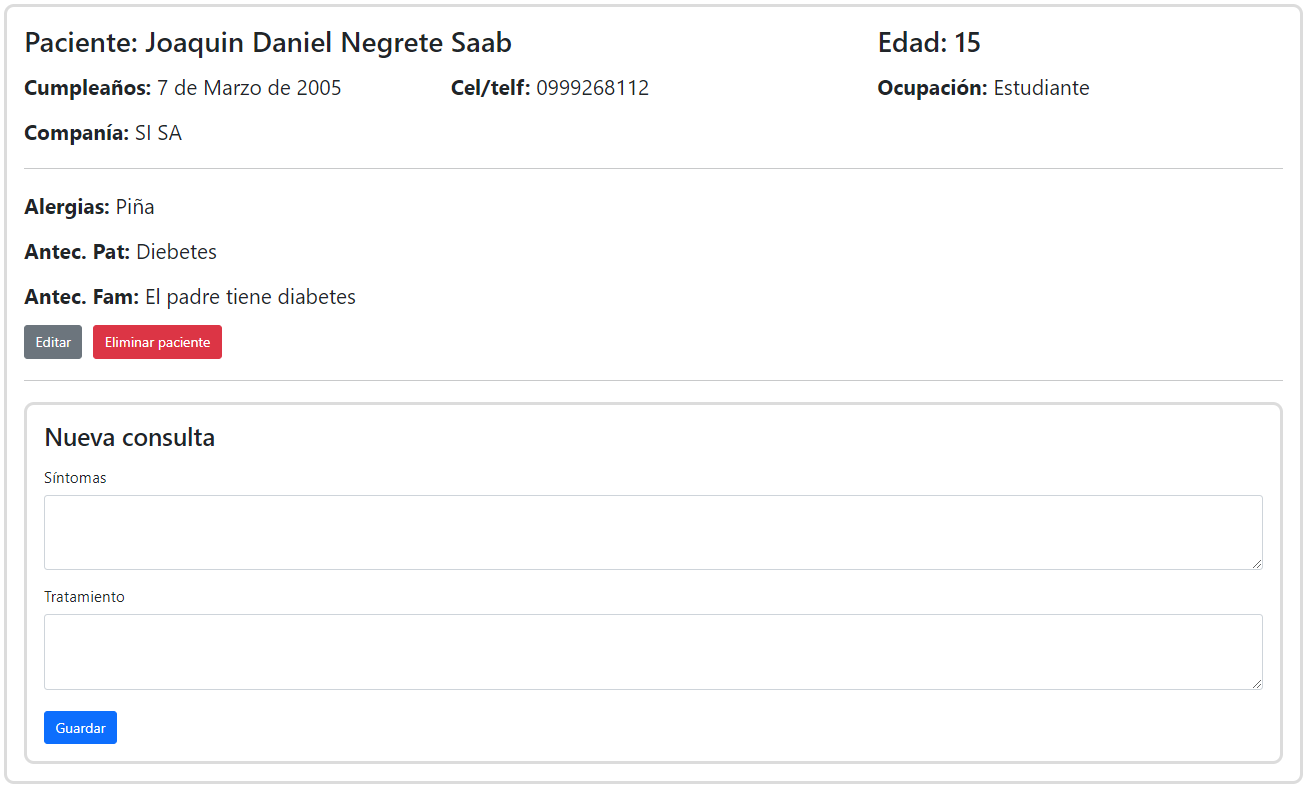 Paciente: Joaquin Daniel Negrete Saab Edad: 15
Cumpleaños: 7 de Marzo de 2005 Cel/telf: 0999268112 Ocupación: Estudiante
Companía: SI SA
Alergias: Piña
Antec. Pat: Diebetes
Antec. Fam: El padre tiene diabetes
Editar Eliminar paciente
Nueva consulta
Síntomas
Tratamiento
Guardar